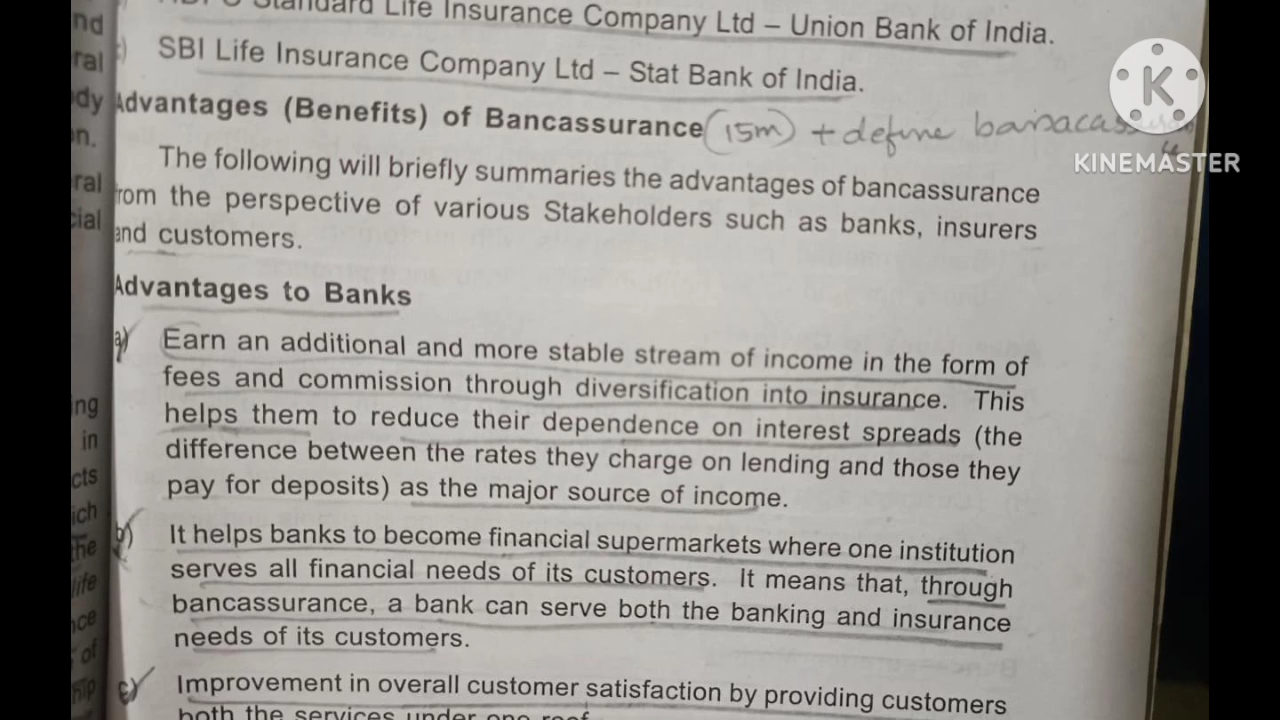 Standard Life Insurance Company Ltd – Union Bank of India.
SBI Life Insurance Company Ltd – Stat Bank of India.
Advantages (Benefits) of Bancassurance (15m) + define
K
KINEMASTER
The following will briefly summaries the advantages of bancassurance
from the perspective of various Stakeholders such as banks, insurers
and customers.
Advantages to Banks
a) Earn an additional and more stable stream of income in the form of
fees and commission through diversification into insurance. This
helps them to reduce their dependence on interest spreads (the
difference between the rates they charge on lending and those they
pay for deposits) as the major source of income.
b) It helps banks to become financial supermarkets where one institution
serves all financial needs of its customers. It means that, through
bancassurance, a bank can serve both the banking and insurance
needs of its customers.
c) Improvement in overall customer satisfaction by providing customers
both the services under one roof.